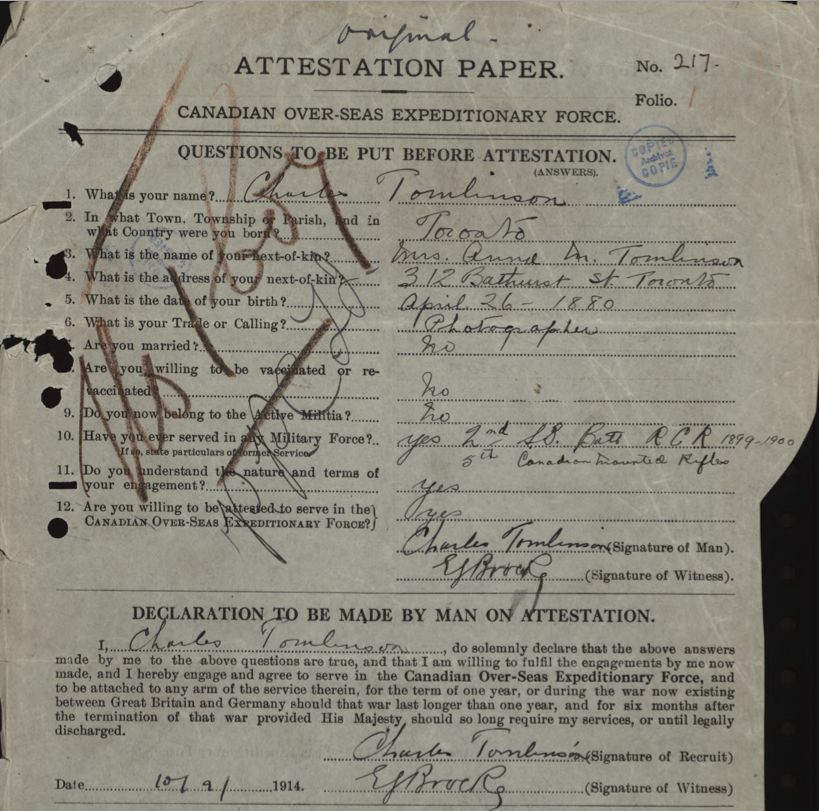 original -
ATTESTATION PAPER.
No. 217.
Folio. 1
CANADIAN OVER-SEAS EXPEDITIONARY FORCE.
QUESTIONS TO BE PUT BEFORE ATTESTATION.
(ANSWERS).
COPIED
COPIÉ
1. What is your name? Charles Tomlinson
2. In what Town, Township or Parish, and in
what Country were you born? Toronto
3. What is the name of your next-of-kin? Mrs. Anna M. Tomlinson
4. What is the address of your next-of-kin? 312 Bathurst St Toronto
5. What is the date of your birth? April 26 - 1880
6. What is your Trade or Calling? Photographer
Are you married? No
Are you willing to be vaccinated or re-
vaccinated? No
9. Do you now belong to the Active Militia? No
10. Have you ever served in any Military Force? yes 2nd S.S. Batt R C R 1899-1900
If so, state particulars of former Service. 5th Canadian Mounted Rifles
11. Do you understand the nature and terms of
your engagement? yes
12. Are you willing to be attested to serve in the
CANADIAN OVER-SEAS EXPEDITIONARY FORCE? yes
Charles Tomlinson (Signature of Man).
EJBrock (Signature of Witness).
P.P.C.L.I
DECLARATION TO BE MADE BY MAN ON ATTESTATION.
I, Charles Tomlinson, do solemnly declare that the above answers
made by me to the above questions are true, and that I am willing to fulfil the engagements by me now
made, and I hereby engage and agree to serve in the Canadian Over-Seas Expeditionary Force, and
to be attached to any arm of the service therein, for the term of one year, or during the war now existing
between Great Britain and Germany should that war last longer than one year, and for six months after
the termination of that war provided His Majesty should so long require my services, or until legally
discharged.
Charles Tomlinson (Signature of Recruit)
Date 10/9/ 1914. EJBrock (Signature of Witness)